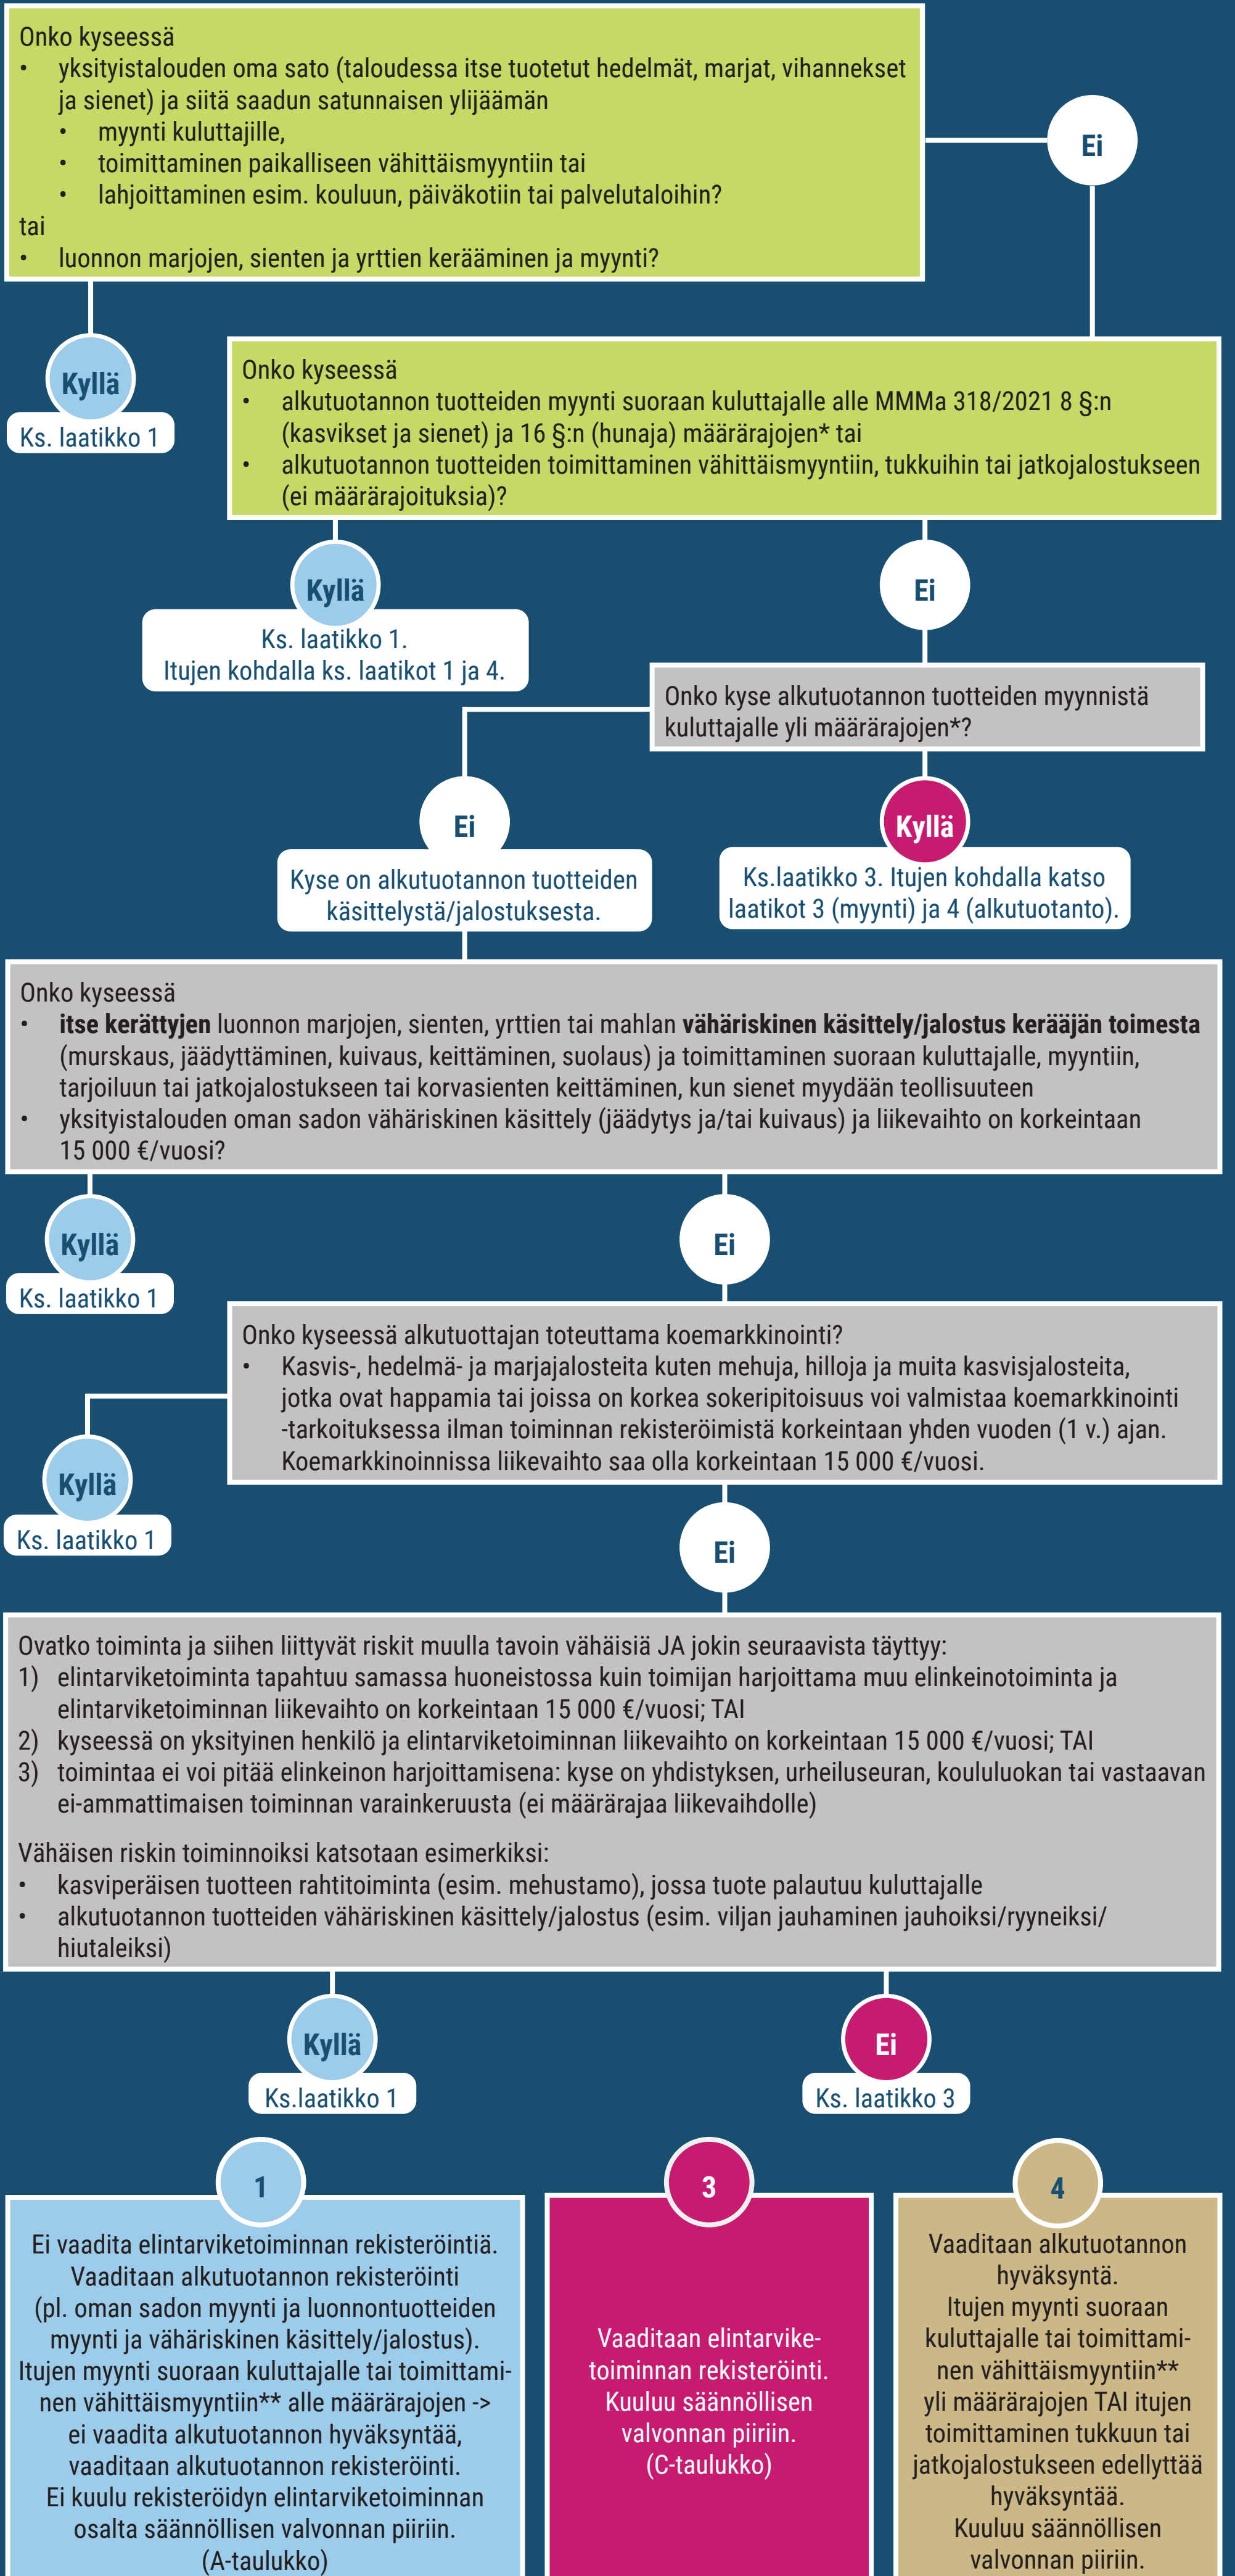 Onko kyseessä
• yksityistalouden oma sato (taloudessa itse tuotetut hedelmät, marjat, vihannekset
ja sienet) ja siitä saadun satunnaisen ylijäämän
• myynti kuluttajille,
• toimittaminen paikalliseen vähittäismyyntiin tai
• lahjoittaminen esim. kouluun, päiväkotiin tai palvelutaloihin?
tai
• luonnon marjojen, sienten ja yrttien kerääminen ja myynti?
Ei
Kyllä
Ks. laatikko 1
Onko kyseessä
• alkutuotannon tuotteiden myynti suoraan kuluttajalle alle MMMa 318/2021 8 §:n
(kasvikset ja sienet) ja 16 §:n (hunaja) määrärajojen* tai
• alkutuotannon tuotteiden toimittaminen vähittäismyyntiin, tukkuihin tai jatkojalostukseen
(ei määrärajoituksia)?
Kyllä
Ks. laatikko 1.
Itujen kohdalla ks. laatikot 1 ja 4.
Ei
Onko kyse alkutuotannon tuotteiden myynnistä
kuluttajalle yli määrärajojen*?
Ei
Kyse on alkutuotannon tuotteiden
käsittelystä/jalostuksesta.
Kyllä
Ks.laatikko 3. Itujen kohdalla katso
laatikot 3 (myynti) ja 4 (alkutuotanto).
Onko kyseessä
• itse kerättyjen luonnon marjojen, sienten, yrttien tai mahlan vähäriskinen käsittely/jalostus kerääjän toimesta
(murskaus, jäädyttäminen, kuivaus, keittäminen, suolaus) ja toimittaminen suoraan kuluttajalle, myyntiin,
tarjoiluun tai jatkojalostukseen tai korvasienten keittäminen, kun sienet myydään teollisuuteen
• yksityistalouden oman sadon vähäriskinen käsittely (jäädytys ja/tai kuivaus) ja liikevaihto on korkeintaan
15 000 €/vuosi?
Kyllä
Ks. laatikko 1
Ei
Onko kyseessä alkutuottajan toteuttama koemarkkinointi?
• Kasvis-, hedelmä- ja marjajalosteita kuten mehuja, hilloja ja muita kasvisjalosteita,
jotka ovat happamia tai joissa on korkea sokeripitoisuus voi valmistaa koemarkkinointi
-tarkoituksessa ilman toiminnan rekisteröimistä korkeintaan yhden vuoden (1 v.) ajan.
Koemarkkinoinnissa liikevaihto saa olla korkeintaan 15 000 €/vuosi.
Kyllä
Ks. laatikko 1
Ei
Ovatko toiminta ja siihen liittyvät riskit muulla tavoin vähäisiä JA jokin seuraavista täyttyy:
1) elintarviketoiminta tapahtuu samassa huoneistossa kuin toimijan harjoittama muu elinkeinotoiminta ja
elintarviketoiminnan liikevaihto on korkeintaan 15 000 €/vuosi; TAI
2) kyseessä on yksityinen henkilö ja elintarviketoiminnan liikevaihto on korkeintaan 15 000 €/vuosi; TAI
3) toimintaa ei voi pitää elinkeinon harjoittamisena: kyse on yhdistyksen, urheiluseuran, koululuokan tai vastaavan
ei-ammattimaisen toiminnan varainkeruusta (ei määrärajaa liikevaihdolle)
Vähäisen riskin toiminnoiksi katsotaan esimerkiksi:
• kasviperäisen tuotteen rahtitoiminta (esim. mehustamo), jossa tuote palautuu kuluttajalle
• alkutuotannon tuotteiden vähäriskinen käsittely/jalostus (esim. viljan jauhaminen jauhoiksi/ryyneiksi/
hiutaleiksi)
Kyllä
Ks.laatikko 1
Ei
Ks. laatikko 3
1
Ei vaadita elintarviketoiminnan rekisteröintiä.
Vaaditaan alkutuotannon rekisteröinti
(pl. oman sadon myynti ja luonnontuotteiden
myynti ja vähäriskinen käsittely/jalostus).
Itujen myynti suoraan kuluttajalle tai toimittami-
nen vähittäismyyntiin** alle määrärajojen ->
ei vaadita alkutuotannon hyväksyntää,
vaaditaan alkutuotannon rekisteröinti.
Ei kuulu rekisteröidyn elintarviketoiminnan
osalta säännöllisen valvonnan piiriin.
(A-taulukko)
3
Vaaditaan elintarvike-
toiminnan rekisteröinti.
Kuuluu säännöllisen
valvonnan piiriin.
(C-taulukko)
4
Vaaditaan alkutuotannon
hyväksyntä.
Itujen myynti suoraan
kuluttajalle tai toimittami-
nen vähittäismyyntiin**
yli määrärajojen TAI itujen
toimittaminen tukkuun tai
jatkojalostukseen edellyttää
hyväksyntää.
Kuuluu säännöllisen
valvonnan piiriin.